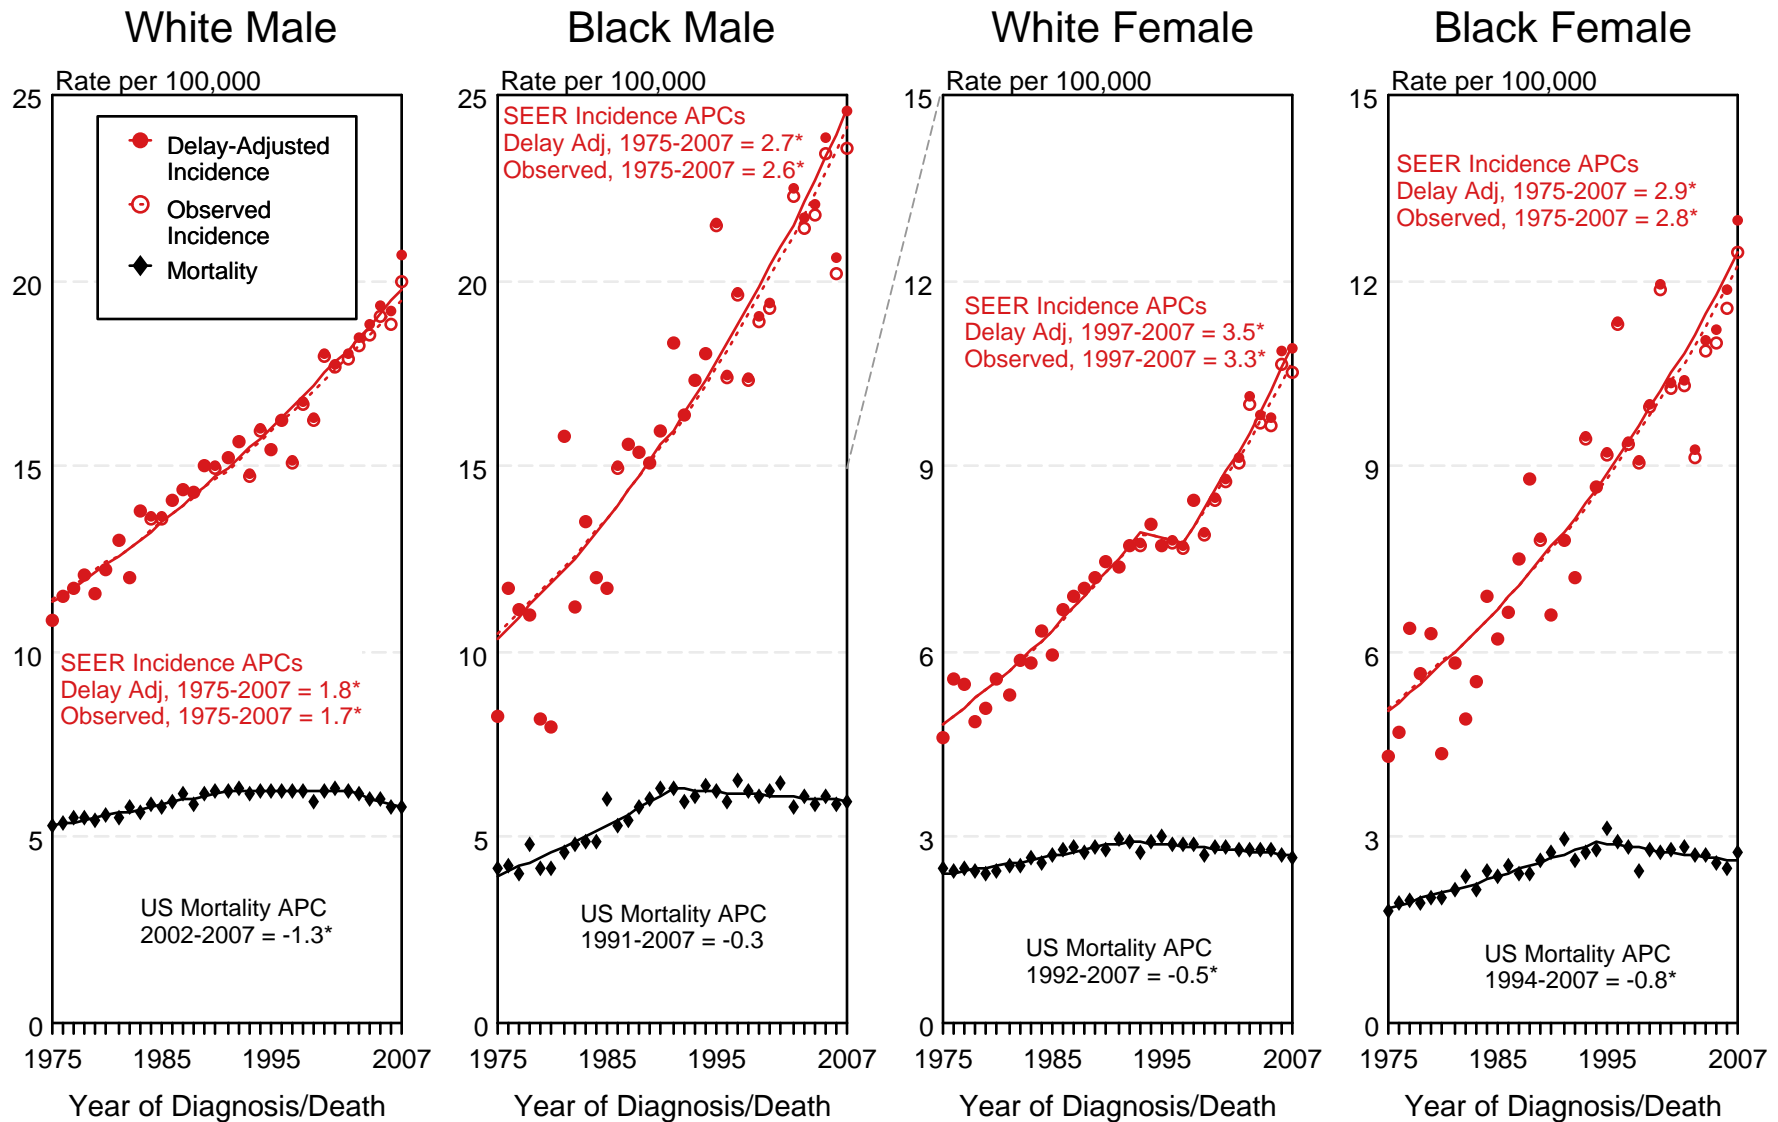 White Male
Rate per 100,000
25
20
15
10
5
0
Delay-Adjusted
Incidence
Observed
Incidence
Mortality
SEER Incidence APCs
Delay Adj, 1975-2007 = 1.8*
Observed, 1975-2007 = 1.7*
US Mortality APC
2002-2007 = -1.3*
1975 1985 1995 2007
Year of Diagnosis/Death
Black Male
Rate per 100,000
25
20
15
10
5
0
SEER Incidence APCs
Delay Adj, 1975-2007 = 2.7*
Observed, 1975-2007 = 2.6*
US Mortality APC
1991-2007 = -0.3
1975 1985 1995 2007
Year of Diagnosis/Death
White Female
Rate per 100,000
15
12
9
6
3
0
SEER Incidence APCs
Delay Adj, 1997-2007 = 3.5*
Observed, 1997-2007 = 3.3*
US Mortality APC
1992-2007 = -0.5*
1975 1985 1995 2007
Year of Diagnosis/Death
Black Female
Rate per 100,000
15
12
9
6
3
0
SEER Incidence APCs
Delay Adj, 1975-2007 = 2.9*
Observed, 1975-2007 = 2.8*
US Mortality APC
1994-2007 = -0.8*
1975 1985 1995 2007
Year of Diagnosis/Death